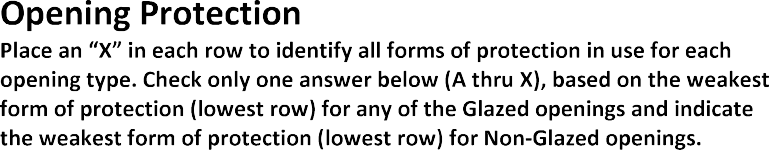 Opening Protection
Place an “X” in each row to identify all forms of protection in use for each
opening type. Check only one answer below (A thru X), based on the weakest
form of protection (lowest row) for any of the Glazed openings and indicate
the weakest form of protection (lowest row) for Non-Glazed openings.